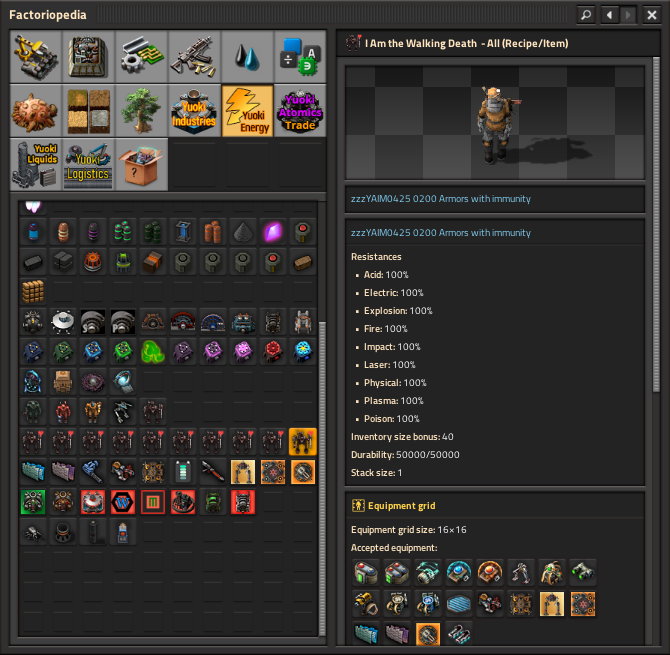 Factoriopedia
I Am the Walking Death - All (Recipe/Item)
A
Yuoki
Industries
Yuoki
Energy
Yuoki
Atomics
Trade
Yuoki
Liquids
Yuoki
Logistics
?
zzzYAIM0425 0200 Armors with immunity
zzzYAIM0425 0200 Armors with immunity
Resistances
Acid: 100%
Electric: 100%
Explosion: 100%
Fire: 100%
Impact: 100%
Laser: 100%
Physical: 100%
Plasma: 100%
Poison: 100%
Inventory size bonus: 40
Durability: 50000/50000
Stack size: 1
Equipment grid
Equipment grid size: 16×16
Accepted equipment: